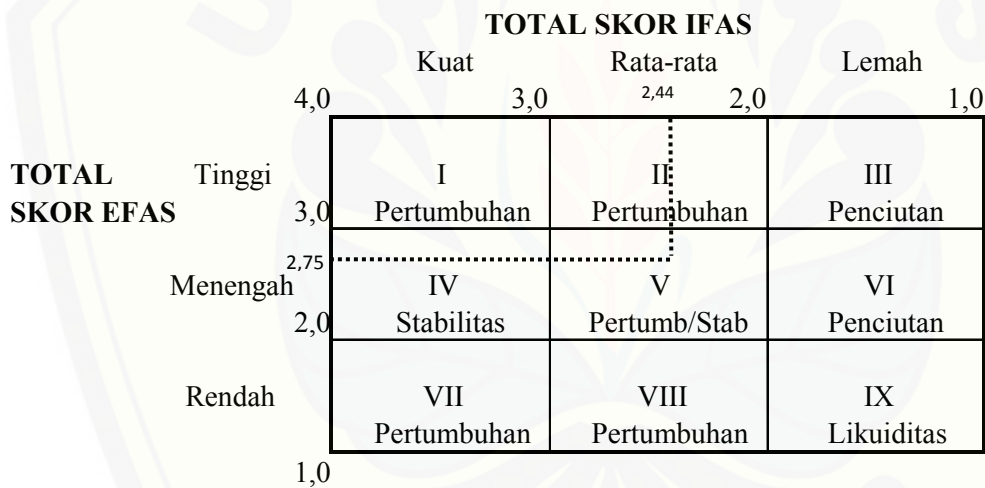 TOTAL SKOR IFAS
Kuat Rata-rata Lemah
4,0 3,0 2,44 2,0 1,0
TOTAL Tinggi I II III
SKOR EFAS 3,0 Pertumbuhan Pertumbuhan Penciutan
2,75
Menengah IV V VI
2,0 Stabilitas Pertumb/Stab Penciutan
Rendah VII VIII IX
Pertumbuhan Pertumbuhan Likuiditas
1,0